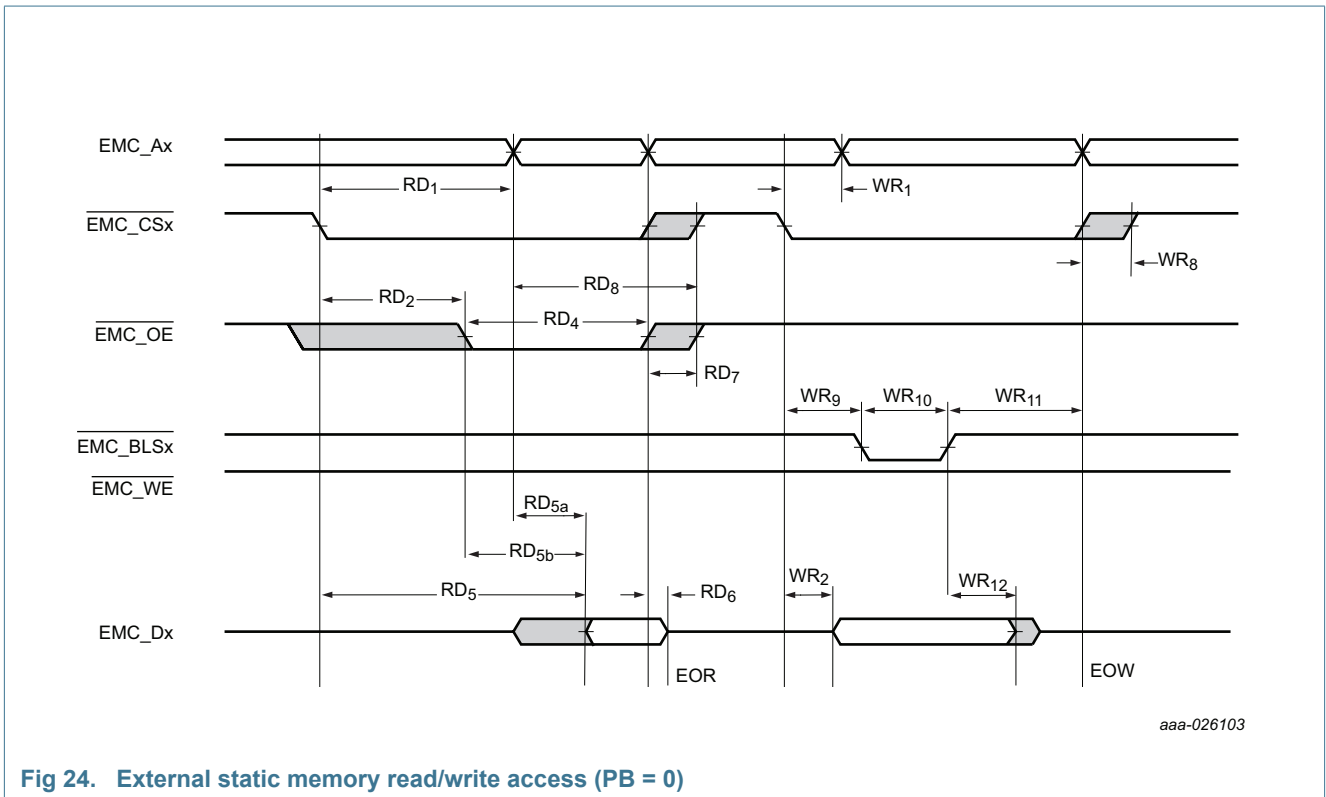 EMC_Ax
RD1
WR1
EMC_CSx
WR8
RD8
RD2
RD4
EMC_OE
RD7
WR9 WR10 WR11
EMC_BLSx
EMC_WE
RD5a
RD5b
RD5 RD6 WR2 WR12
EMC_Dx
EOR EOW
aaa-026103
Fig 24. External static memory read/write access (PB = 0)